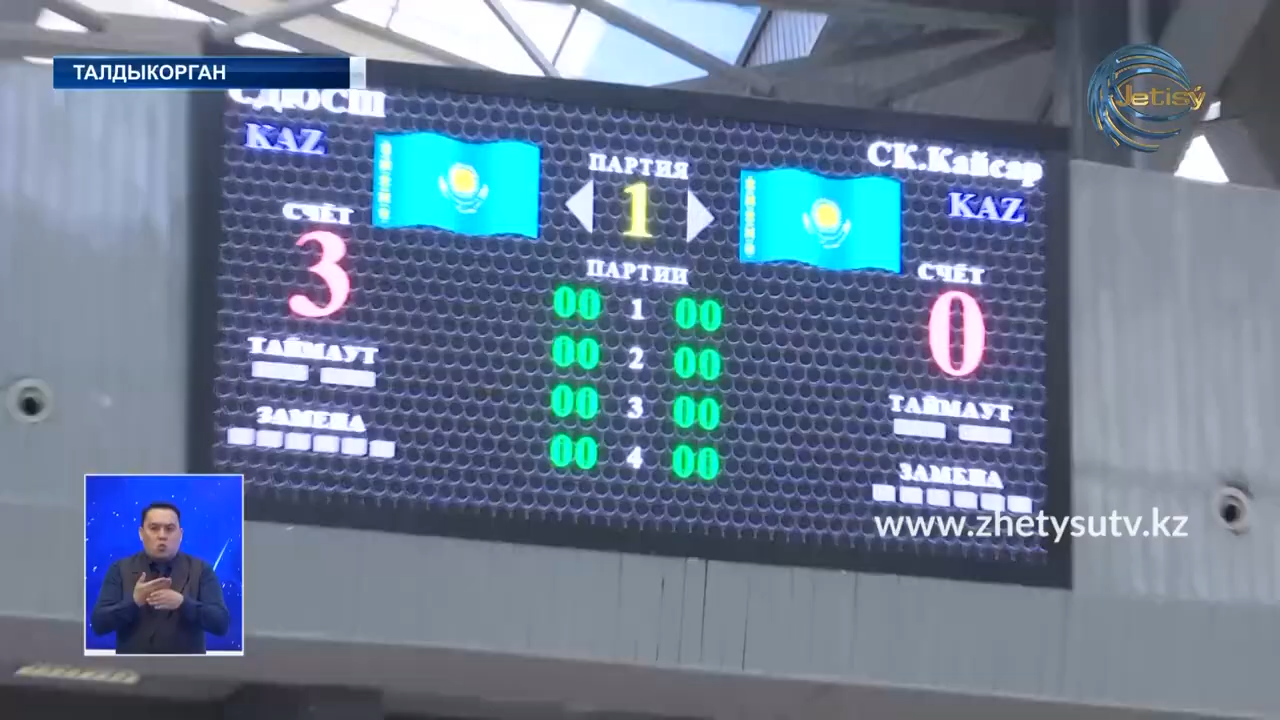 ТАЛДЫКОРГАН
Jetisý
СДЮСШ
KAZ
СЧЁТ
3
ТАЙМАУТ
ЗАМЕНА
ПАРТИЯ
1
ПАРТИИ
00 1 00
00 2 00
00 3 00
00 4 00
СК.Кайсар
KAZ
СЧЁТ
0
ТАЙМАУТ
ЗАМЕНА
www.zhetysutv.kz